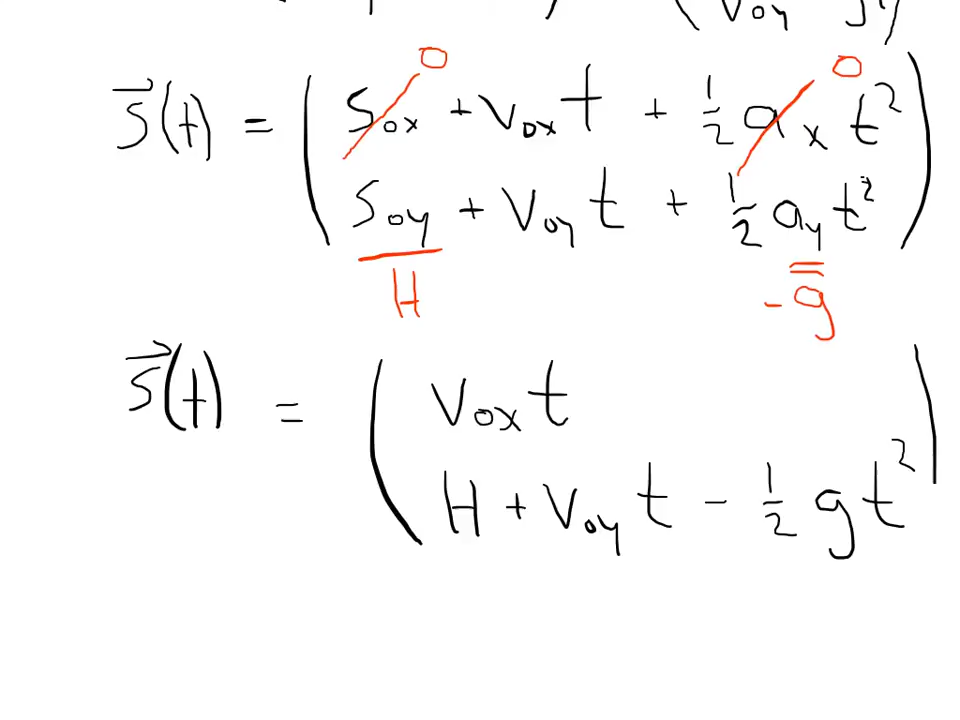 V₀y
S⃗(t) = ( S₀ₓ + V₀ₓ t + ½ aₓ t² )
0 0
( S₀y + V₀y t + ½ ay t² )
H -g
S⃗(t) = ( V₀ₓ t )
( H + V₀y t - ½ g t² )